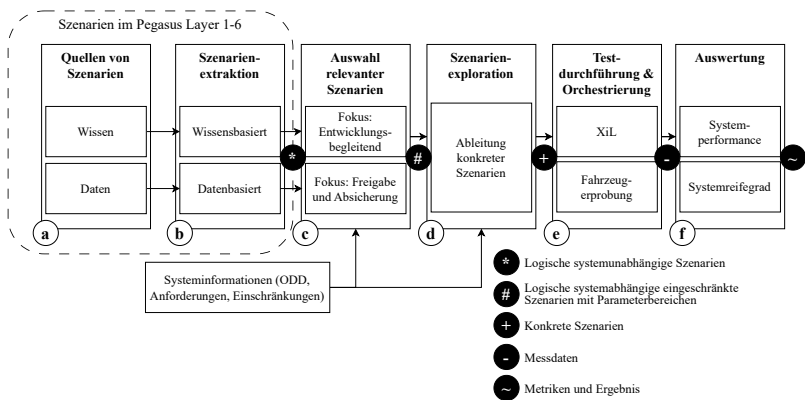 Szenarien im Pegasus Layer 1-6
Quellen von
Szenarien
Wissen
Daten
a
Szenarien-
extraktion
Wissensbasiert
Datenbasiert
b
*
Auswahl
relevanter
Szenarien
Fokus:
Entwicklungs-
begleitend
Fokus: Freigabe
und Absicherung
c
#
Szenarien-
exploration
Ableitung
konkreter
Szenarien
d
+
Test-
durchführung &
Orchestrierung
XiL
Fahrzeug-
erprobung
e
-
Auswertung
System-
performance
Systemreifegrad
f
~
Systeminformationen (ODD,
Anforderungen, Einschränkungen)
* Logische systemunabhängige Szenarien
# Logische systemabhängige eingeschränkte
Szenarien mit Parameterbereichen
+ Konkrete Szenarien
- Messdaten
~ Metriken und Ergebnis